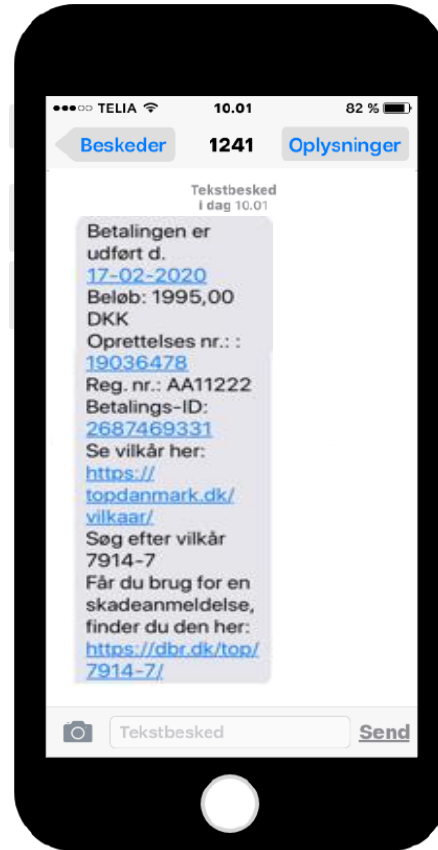 TELIA 10.01 82 %
Beskeder 1241 Oplysninger
Tekstbesked
i dag 10.01
Betalingen er
udført d.
17-02-2020
Beløb: 1995,00
DKK
Oprettelses nr.: :
19036478
Reg. nr.: AA11222
Betalings-ID:
2687469331
Se vilkår her:
https://
topdanmark.dk/
vilkaar/
Søg efter vilkår
7914-7
Får du brug for en
skadeanmeldelse,
finder du den her:
https://dbr.dk/top/
7914-7/
Tekstbesked Send